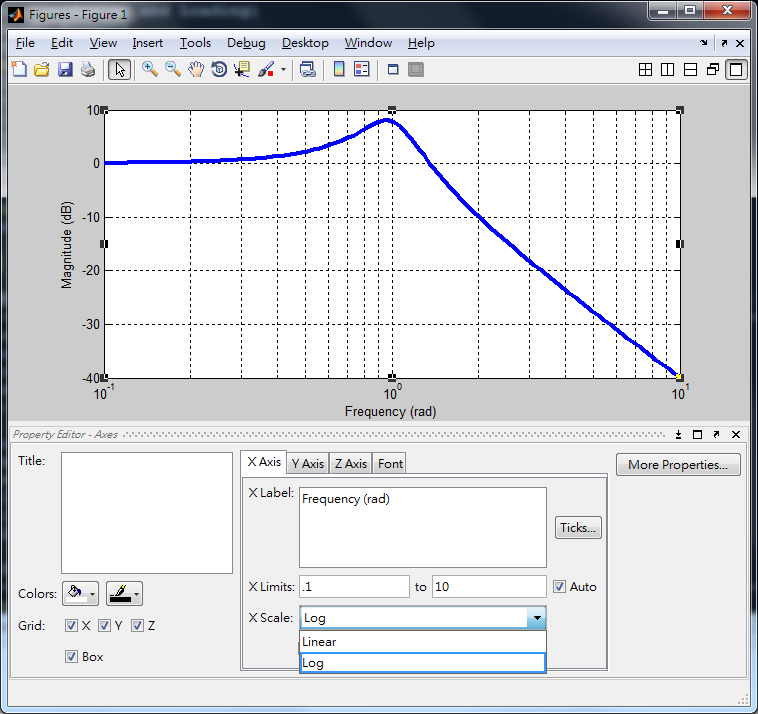 Figures - Figure 1
File Edit View Insert Tools Debug Desktop Window Help
10
0
-10
-20
-30
-40
Magnitude (dB)
10^-1 10^0 10^1
Frequency (rad)
Property Editor - Axes
Title:
X Axis Y Axis Z Axis Font
More Properties...
X Label: Frequency (rad)
Ticks...
Colors:
X Limits: .1 to 10 Auto
Grid: X Y Z
X Scale: Log
Linear
Log
Box